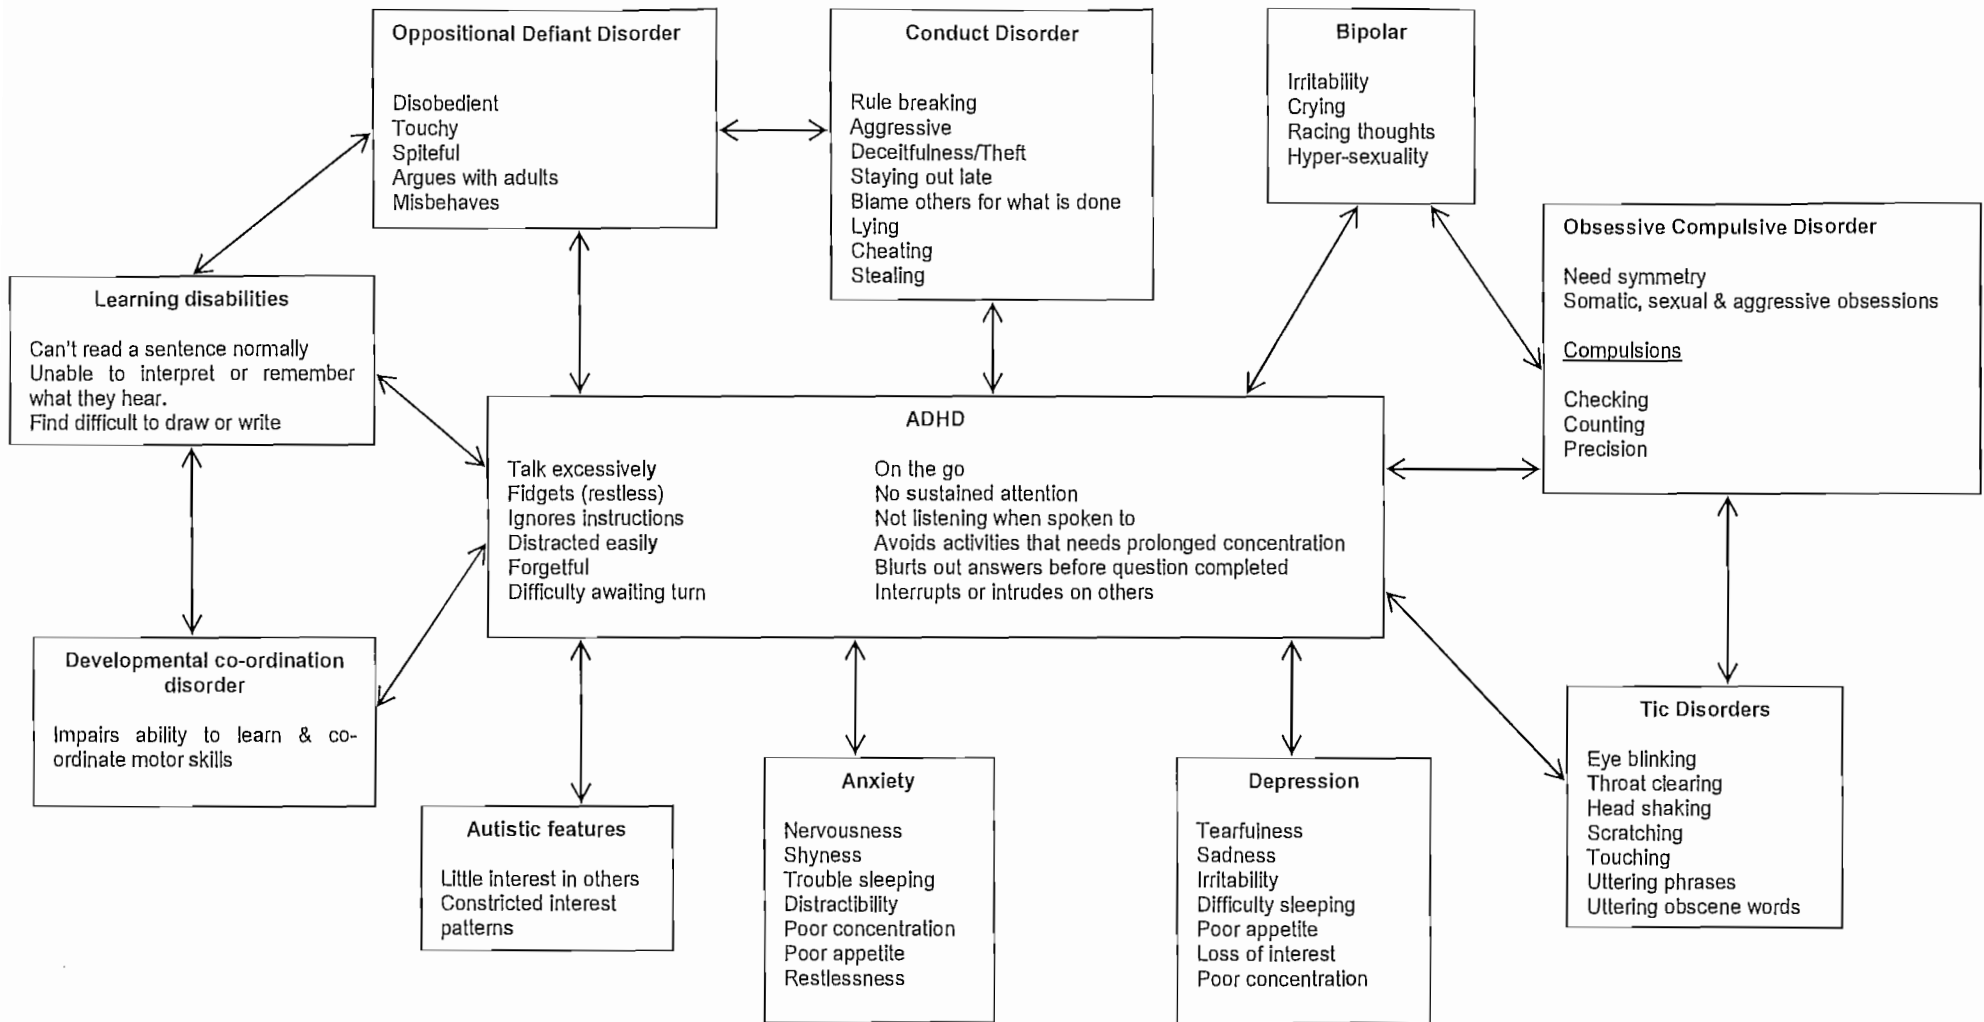 Oppositional Defiant Disorder
Disobedient
Touchy
Spiteful
Argues with adults
Misbehaves
Conduct Disorder
Rule breaking
Aggressive
Deceitfulness/Theft
Staying out late
Blame others for what is done
Lying
Cheating
Stealing
Bipolar
Irritability
Crying
Racing thoughts
Hyper-sexuality
Obsessive Compulsive Disorder
Need symmetry
Somatic, sexual & aggressive obsessions
Compulsions
Checking
Counting
Precision
Learning disabilities
Can't read a sentence normally
Unable to interpret or remember
what they hear.
Find difficult to draw or write
ADHD
Talk excessively
Fidgets (restless)
Ignores instructions
Distracted easily
Forgetful
Difficulty awaiting turn
On the go
No sustained attention
Not listening when spoken to
Avoids activities that needs prolonged concentration
Blurts out answers before question completed
Interrupts or intrudes on others
Developmental co-ordination
disorder
Impairs ability to learn & co-
ordinate motor skills
Autistic features
Little interest in others
Constricted interest
patterns
Anxiety
Nervousness
Shyness
Trouble sleeping
Distractibility
Poor concentration
Poor appetite
Restlessness
Depression
Tearfulness
Sadness
Irritability
Difficulty sleeping
Poor appetite
Loss of interest
Poor concentration
Tic Disorders
Eye blinking
Throat clearing
Head shaking
Scratching
Touching
Uttering phrases
Uttering obscene words